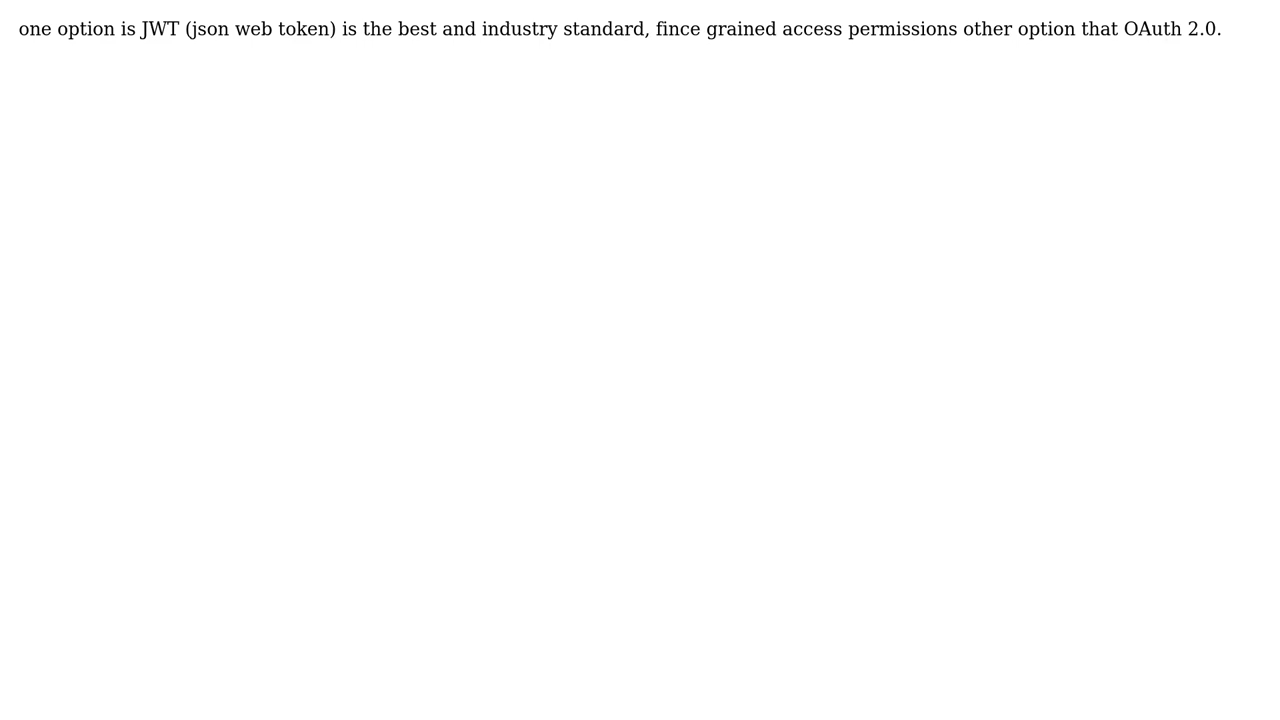 one option is JWT (json web token) is the best and industry standard, fince grained access permissions other option that OAuth 2.0.